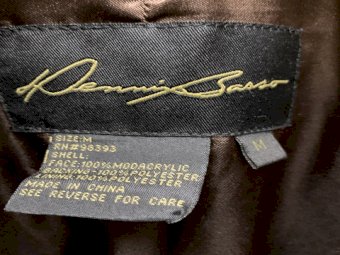 Dennis Basso
M
SIZE:M
RN#98393
SHELL:
FACE:100%MODACRYLIC
BACKING:100%POLYESTER
LINING:100%POLYESTER
MADE IN CHINA
SEE REVERSE FOR CARE